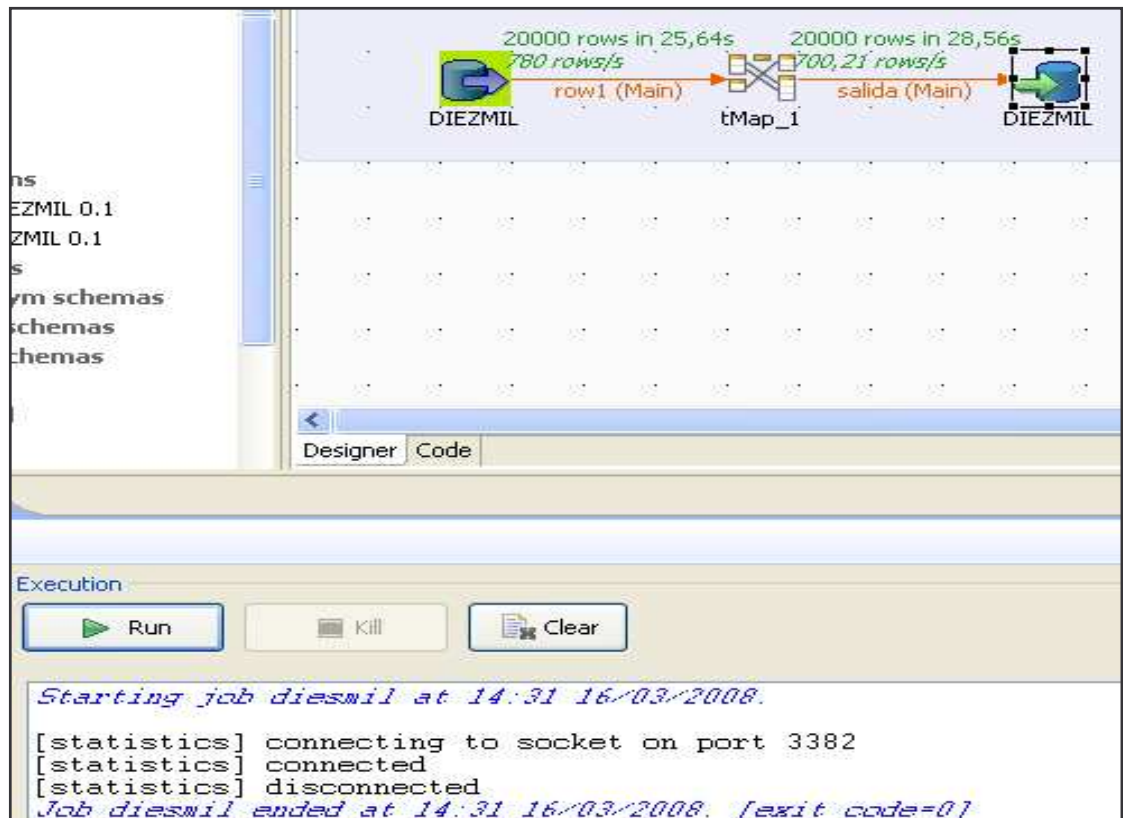 20000 rows in 25,64s
20000 rows in 28,56s
780 rows/s
700,21 rows/s
row1 (Main)
salida (Main)
DIEZMIL
tMap_1
DIEZMIL
ns
EZMIL 0.1
ZMIL 0.1
s
ym schemas
schemas
chemas
Designer
Code
Execution
Run
Kill
Clear
Starting job diesmil at 14:31 16/03/2008.
[statistics] connecting to socket on port 3382
[statistics] connected
[statistics] disconnected
Job diesmil ended at 14:31 16/03/2008. [exit code=0]